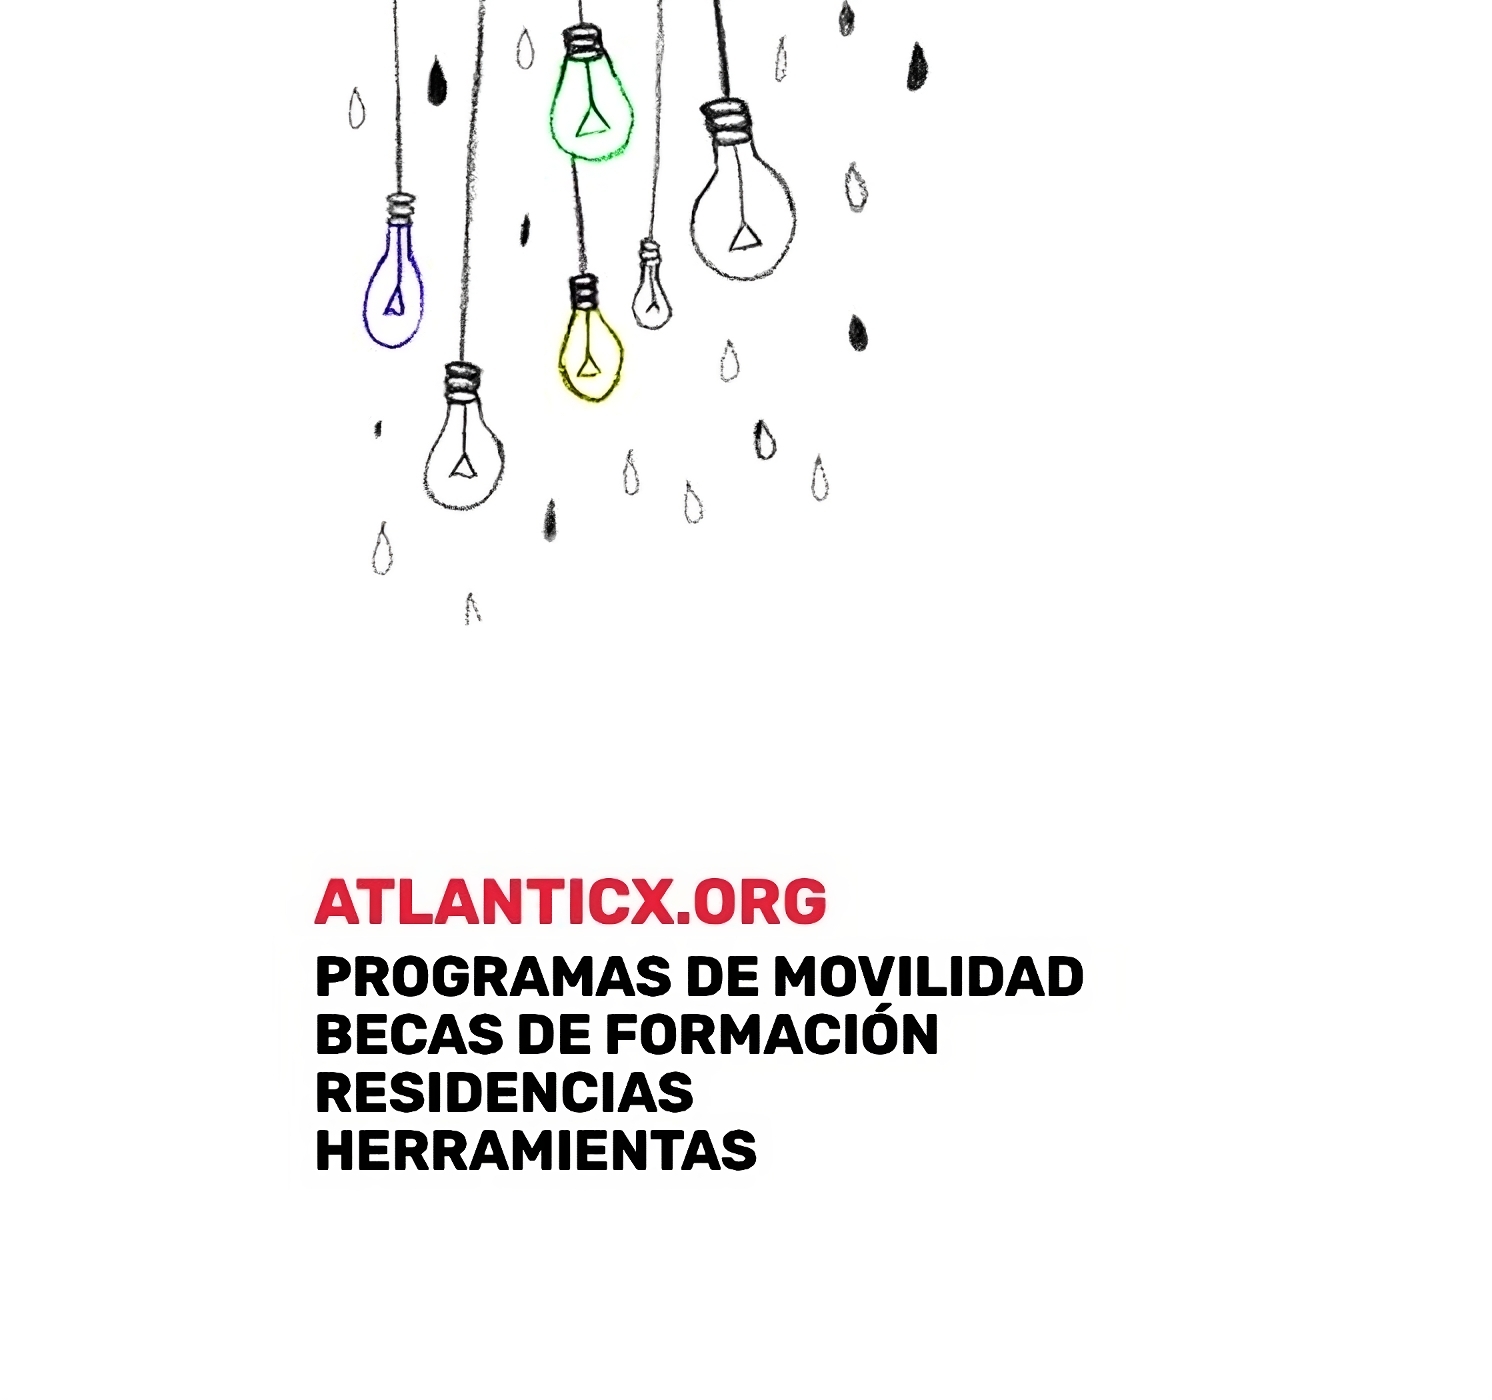 ATLANTICX.ORG
PROGRAMAS DE MOVILIDAD
BECAS DE FORMACIÓN
RESIDENCIAS
HERRAMIENTAS